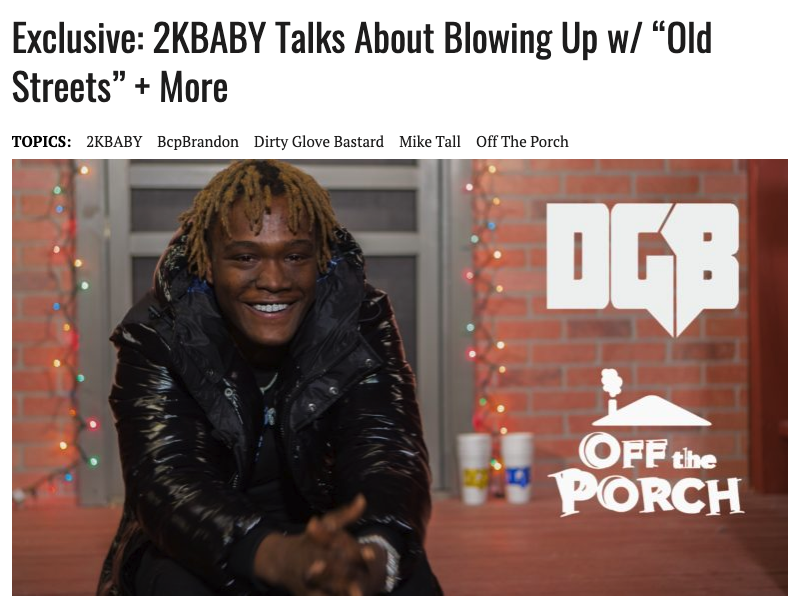 Exclusive: 2KBABY Talks About Blowing Up w/ “Old
Streets” + More
TOPICS: 2KBABY BcpBrandon Dirty Glove Bastard Mike Tall Off The Porch
DGB
OFF the
PORCH